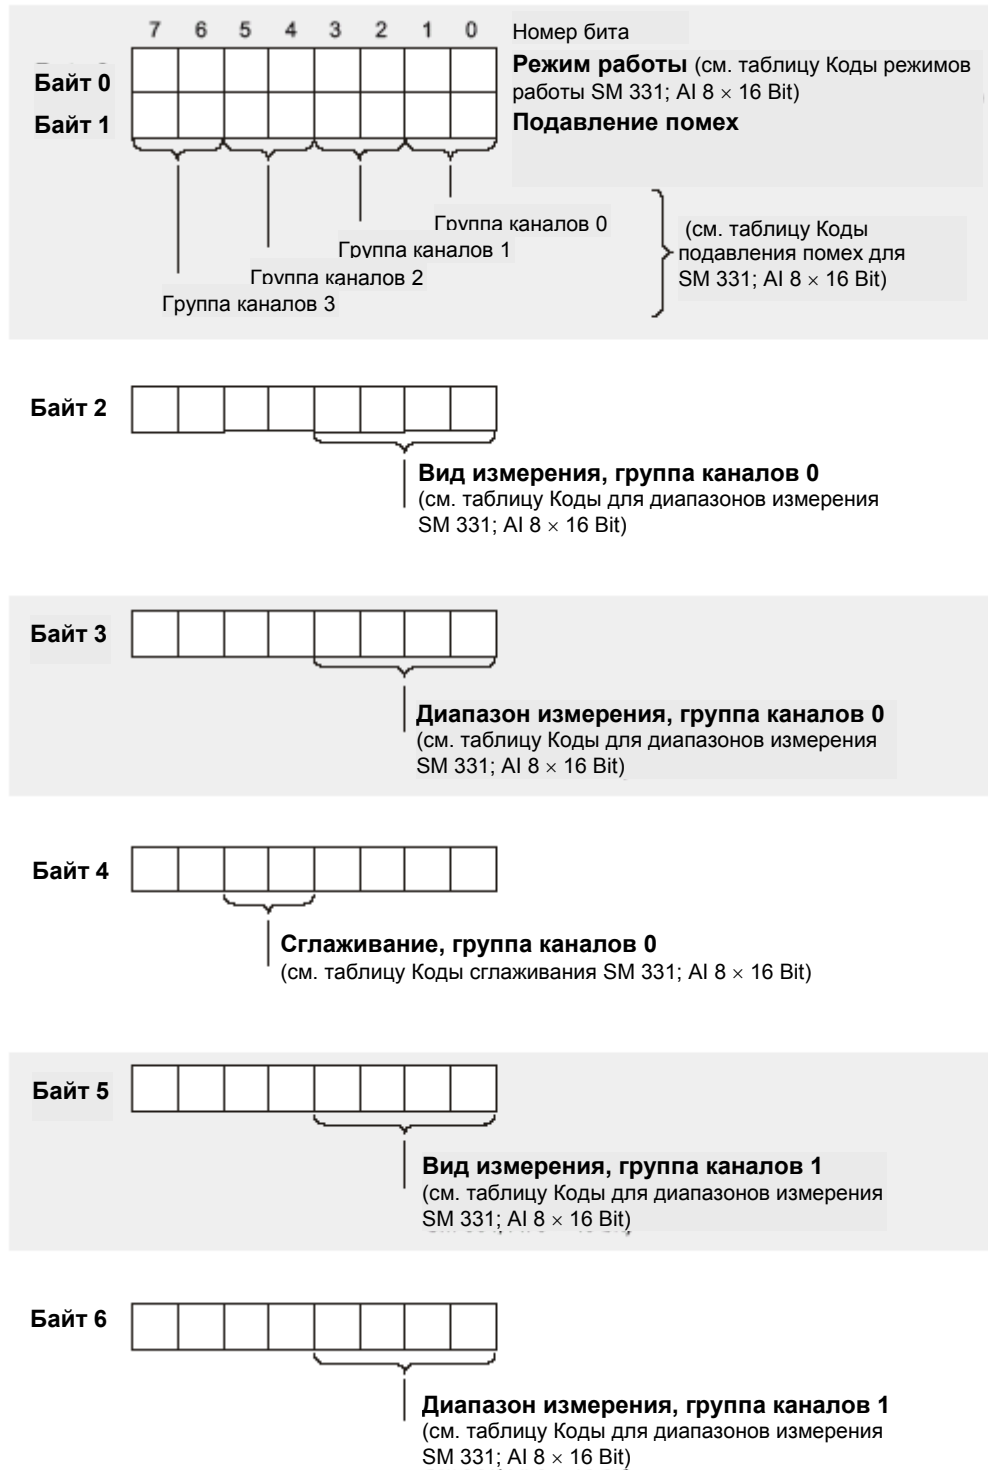 7 6 5 4 3 2 1 0 Номер бита
Байт 0
Режим работы (см. таблицу Коды режимов
работы SM 331; AI 8 × 16 Bit)
Байт 1
Подавление помех
Группа каналов 0
Группа каналов 1
Группа каналов 2
Группа каналов 3
(см. таблицу Коды
подавления помех для
SM 331; AI 8 × 16 Bit)
Байт 2
Вид измерения, группа каналов 0
(см. таблицу Коды для диапазонов измерения
SM 331; AI 8 × 16 Bit)
Байт 3
Диапазон измерения, группа каналов 0
(см. таблицу Коды для диапазонов измерения
SM 331; AI 8 × 16 Bit)
Байт 4
Сглаживание, группа каналов 0
(см. таблицу Коды сглаживания SM 331; AI 8 × 16 Bit)
Байт 5
Вид измерения, группа каналов 1
(см. таблицу Коды для диапазонов измерения
SM 331; AI 8 × 16 Bit)
Байт 6
Диапазон измерения, группа каналов 1
(см. таблицу Коды для диапазонов измерения
SM 331; AI 8 × 16 Bit)